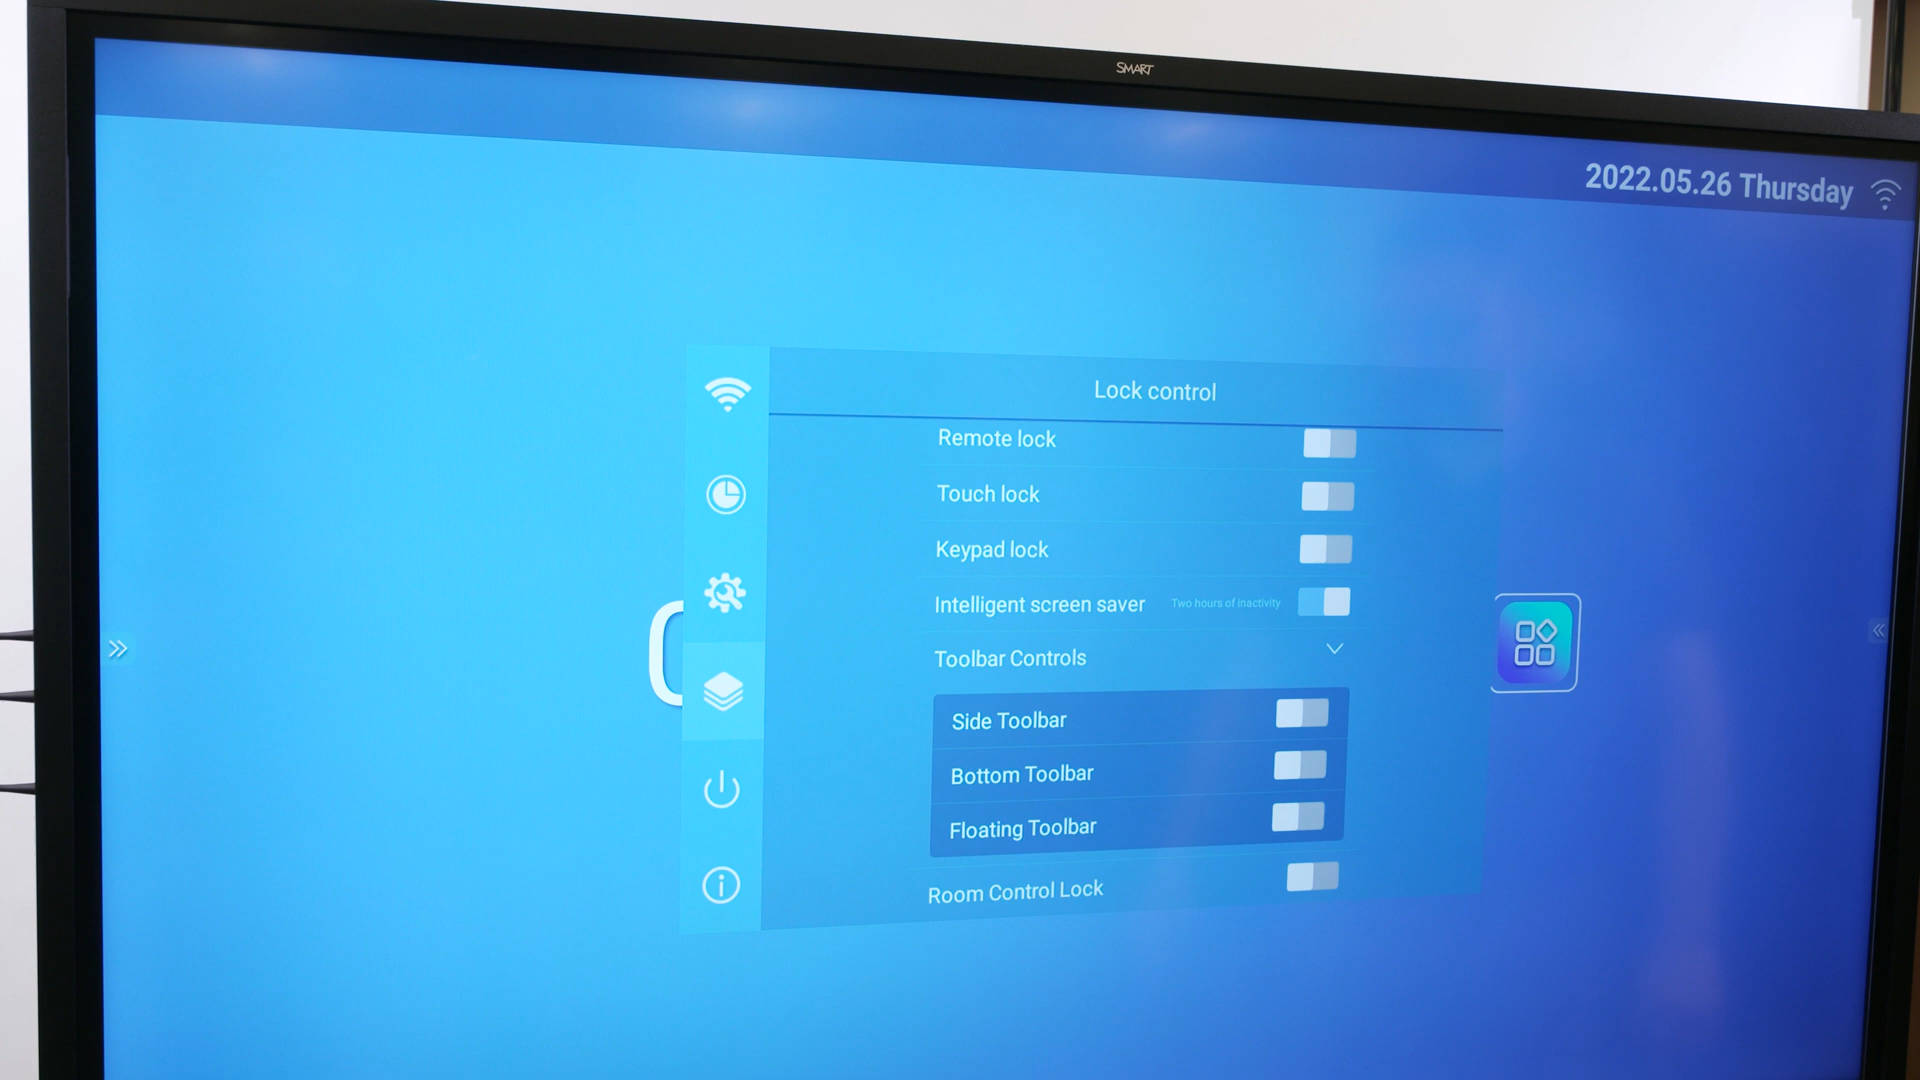 SMART
2022.05.26 Thursday
Lock control
Remote lock
Touch lock
Keypad lock
Intelligent screen saver Two hours of inactivity
Toolbar Controls
Side Toolbar
Bottom Toolbar
Floating Toolbar
Room Control Lock